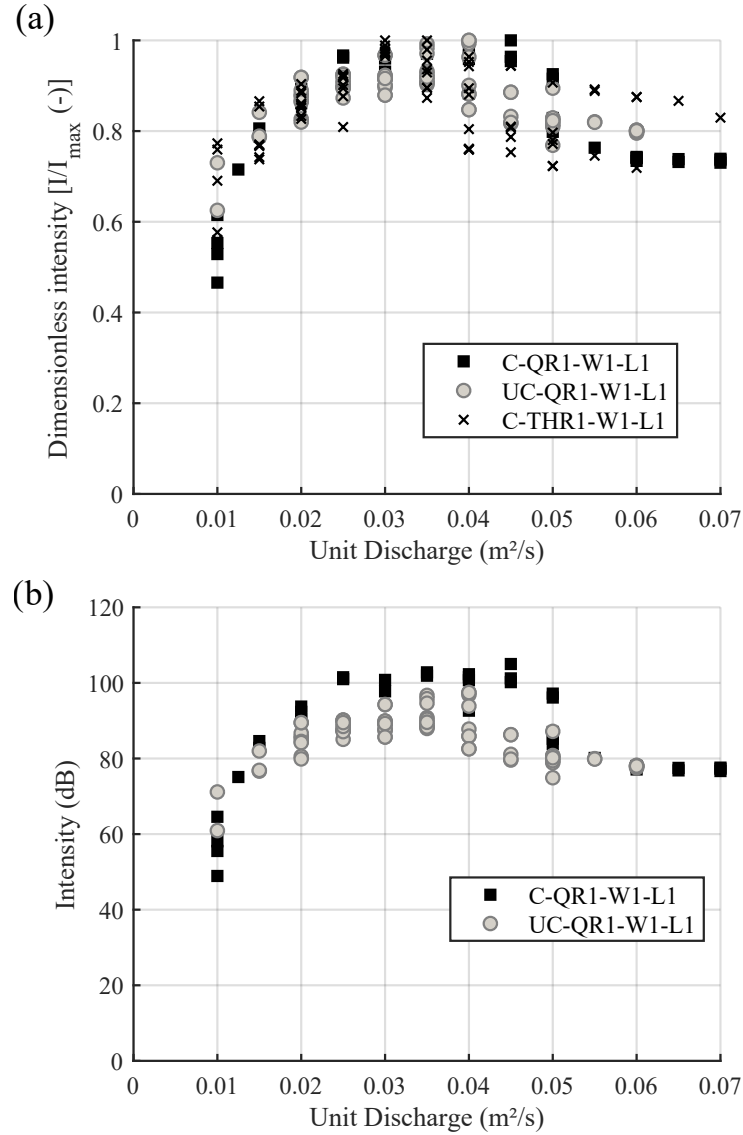 (a)
1
0.8
0.6
0.4
0.2
0
Dimensionless intensity [I/I_max (-)]
C-QR1-W1-L1
UC-QR1-W1-L1
C-THR1-W1-L1
0 0.01 0.02 0.03 0.04 0.05 0.06 0.07
Unit Discharge (m²/s)
(b)
120
100
80
60
40
20
0
Intensity (dB)
C-QR1-W1-L1
UC-QR1-W1-L1
0 0.01 0.02 0.03 0.04 0.05 0.06 0.07
Unit Discharge (m²/s)